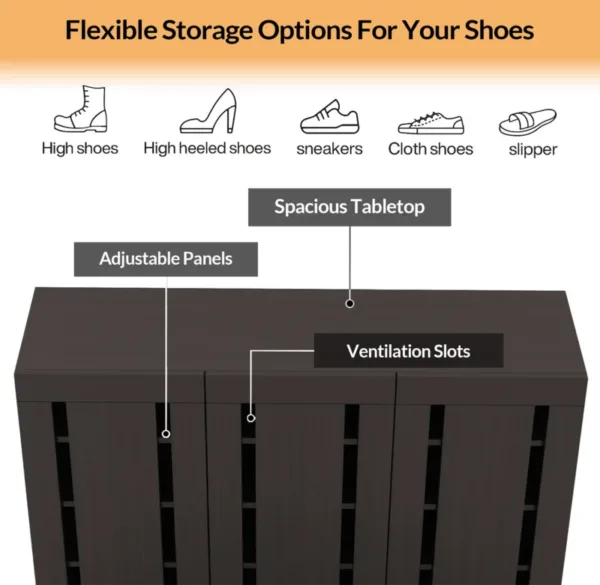 Flexible Storage Options For Your Shoes
High shoes
High heeled shoes
sneakers
Cloth shoes
slipper
Spacious Tabletop
Adjustable Panels
Ventilation Slots